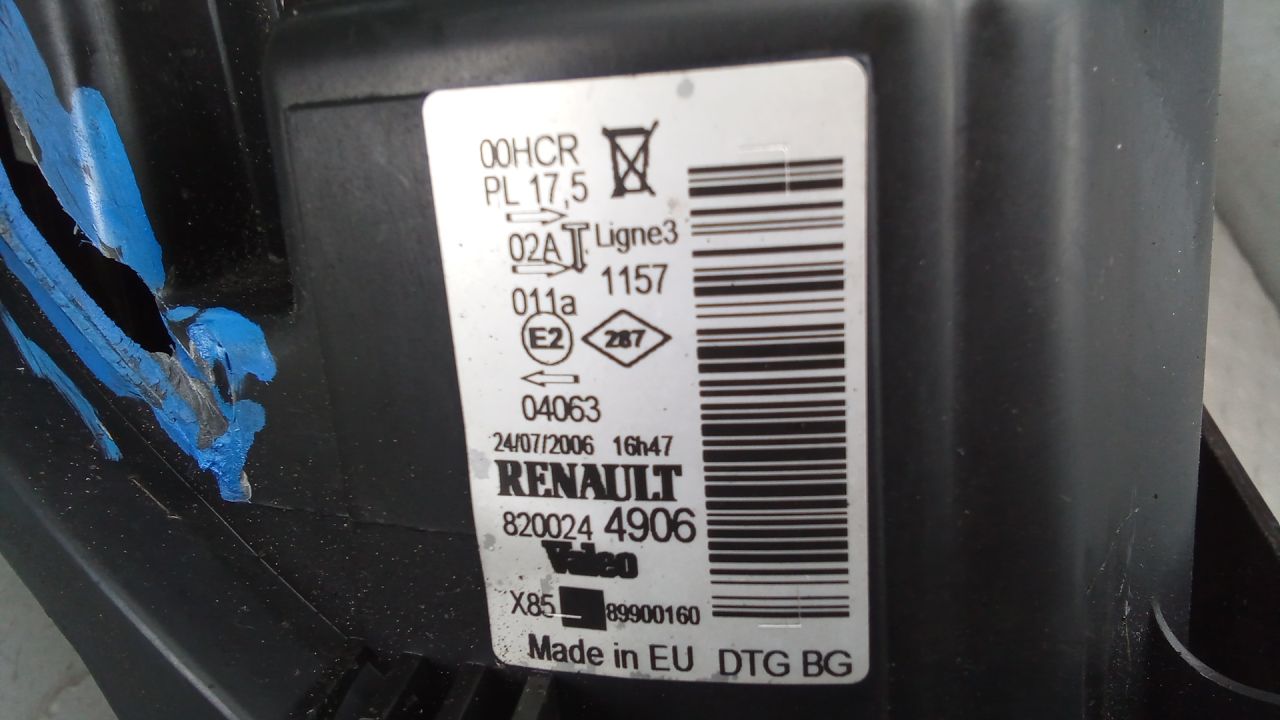 00HCR
PL 17,5
02A Ligne3
1157
011a
E2 287
04063
24/07/2006 16h47
RENAULT
820024 4906
Valeo
X85 89900160
Made in EU DTG BG